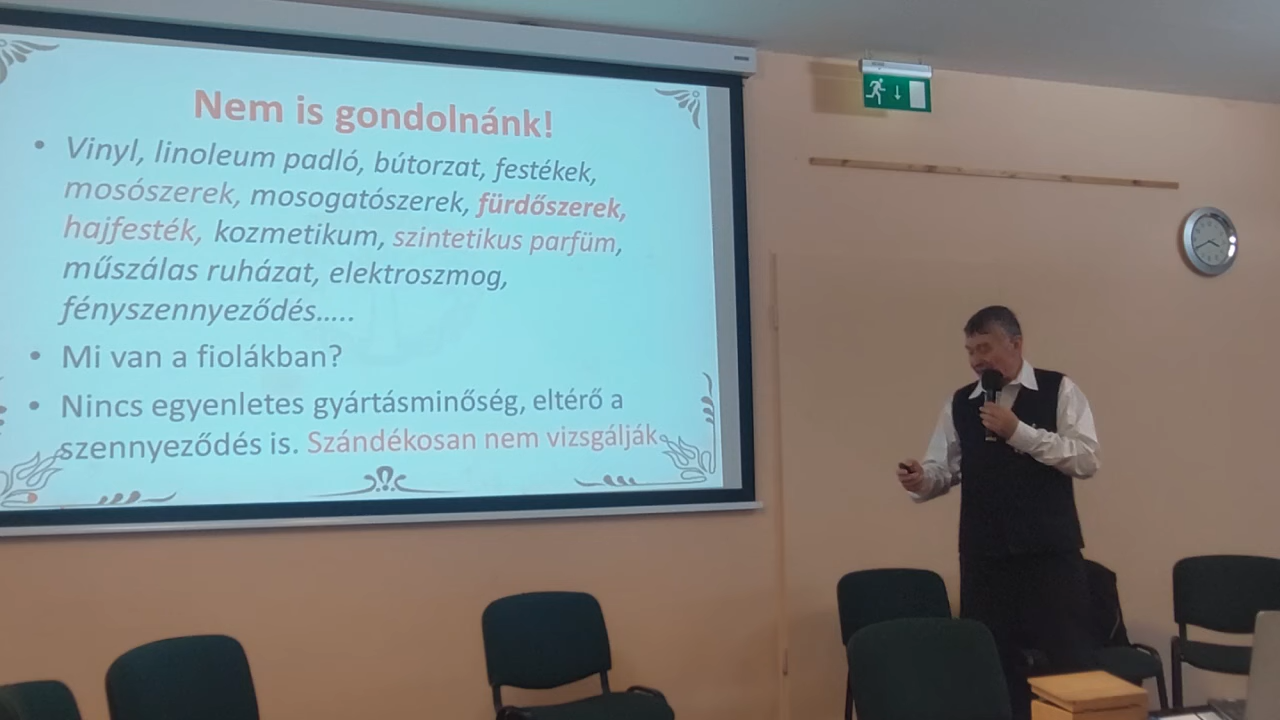 Nem is gondolnánk!
• Vinyl, linoleum padló, bútorzat, festékek,
mosószerek, mosogatószerek, fürdőszerek,
hajfesték, kozmetikum, szintetikus parfüm,
műszálas ruházat, elektroszmog,
fényszennyeződés.....
• Mi van a fiolákban?
• Nincs egyenletes gyártásminőség, eltérő a
szennyeződés is. Szándékosan nem vizsgálják.